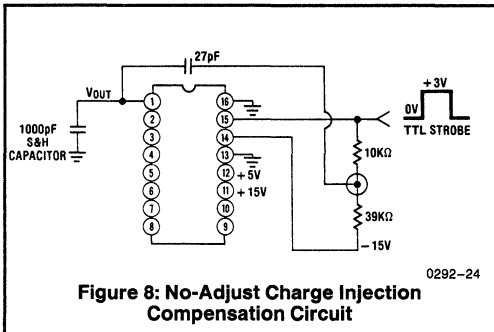 27pF
VOUT
+3V
0V
TTL STROBE
1000pF
S&H
CAPACITOR
1
2
3
4
5
6
7
8
16
15
14
13
12
11
10
9
+5V
+15V
10KΩ
39KΩ
−15V
0292–24
Figure 8: No-Adjust Charge Injection
Compensation Circuit